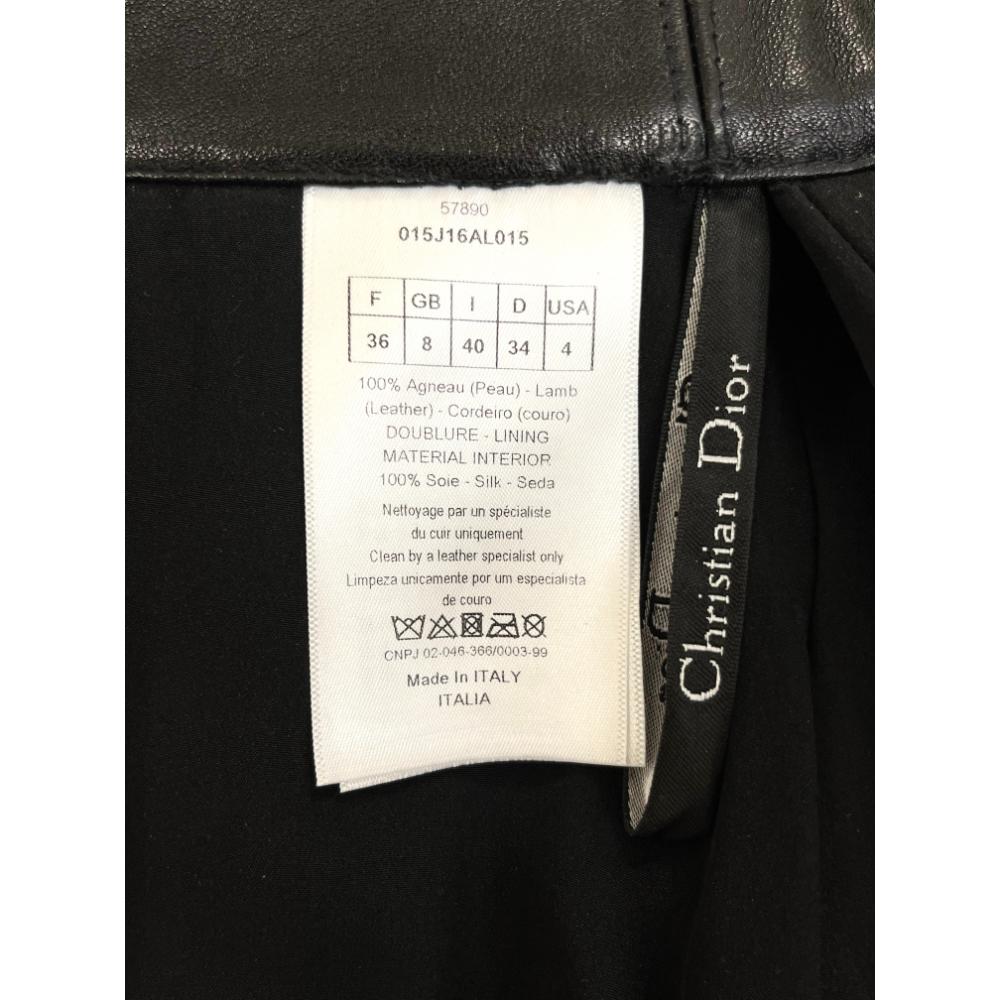 57890
015J16AL015
F GB I D USA
36 8 40 34 4
100% Agneau (Peau) - Lamb
(Leather) - Cordeiro (couro)
DOUBLURE - LINING
MATERIAL INTERIOR
100% Soie - Silk - Seda
Nettoyage par un spécialiste
du cuir uniquement
Clean by a leather specialist only
Limpeza unicamente por um especialista
de couro
CNPJ 02-046-366/0003-99
Made In ITALY
ITALIA
Christian Dior